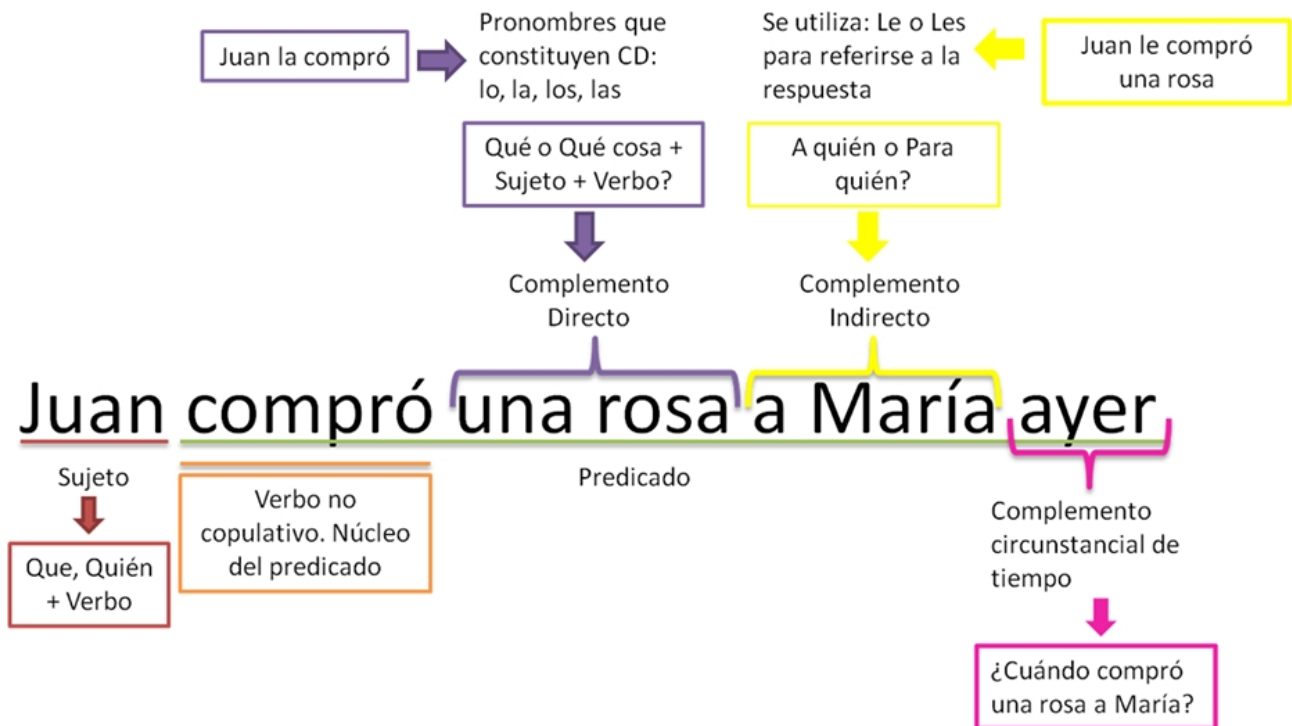 Juan la compró
Pronombres que
constituyen CD:
lo, la, los, las
Se utiliza: Le o Les
para referirse a la
respuesta
Juan le compró
una rosa
Qué o Qué cosa +
Sujeto + Verbo?
A quién o Para
quién?
Complemento
Directo
Complemento
Indirecto
Juan compró una rosa a María ayer
Sujeto
Predicado
Que, Quién
+ Verbo
Verbo no
copulativo. Núcleo
del predicado
Complemento
circunstancial de
tiempo
¿Cuándo compró
una rosa a María?